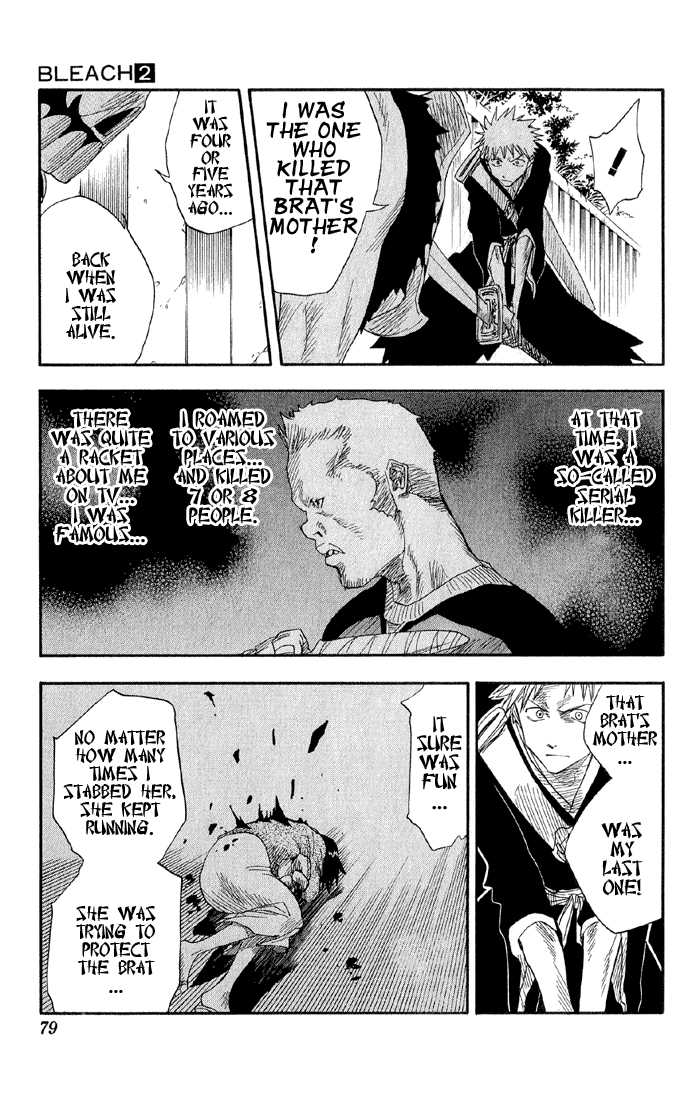 BLEACH 2
!
I WAS
THE ONE
WHO
KILLED
THAT
BRAT'S
MOTHER
!
IT
WAS
FOUR
OR
FIVE
YEARS
AGO...
BACK
WHEN
I WAS
STILL
ALIVE.
AT THAT
TIME, I
WAS A
SO-CALLED
SERIAL
KILLER...
I ROAMED
TO VARIOUS
PLACES...
AND KILLED
7 OR 8
PEOPLE.
THERE
WAS QUITE
A RACKET
ABOUT ME
ON TV...
I WAS
FAMOUS...
THAT
BRAT'S
MOTHER
...
WAS
MY
LAST
ONE!
IT
SURE
WAS
FUN
...
NO MATTER
HOW MANY
TIMES I
STABBED HER,
SHE KEPT
RUNNING.
SHE WAS
TRYING TO
PROTECT
THE BRAT
...
79